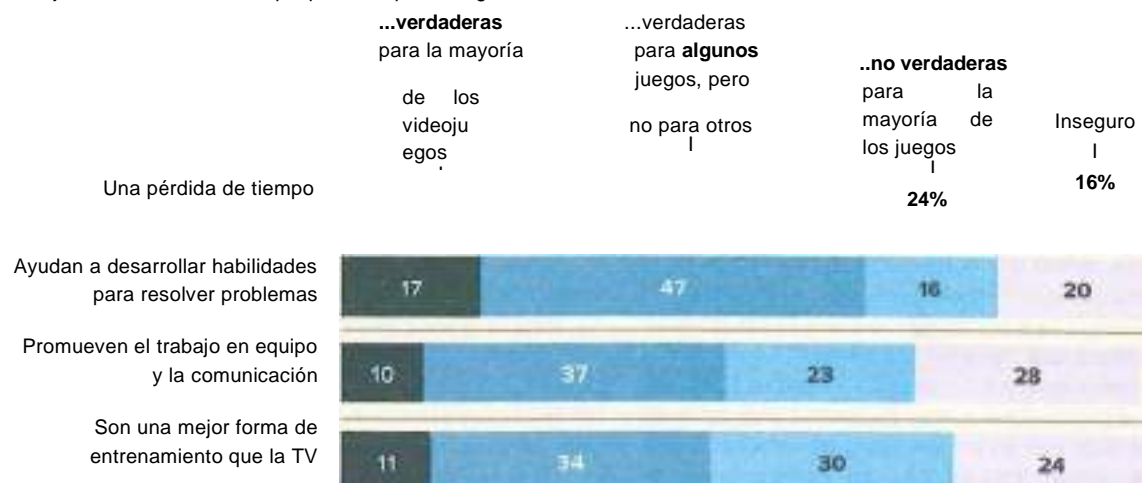 ...verdaderas
para la mayoría
de los
videoju
egos
...verdaderas
para algunos
juegos, pero
no para otros
..no verdaderas
para la
mayoría de
los juegos
Inseguro
Una pérdida de tiempo
24%
16%
Ayudan a desarrollar habilidades
para resolver problemas
17 47 16 20
Promueven el trabajo en equipo
y la comunicación
10 37 23 28
Son una mejor forma de
entrenamiento que la TV
11 34 30 24